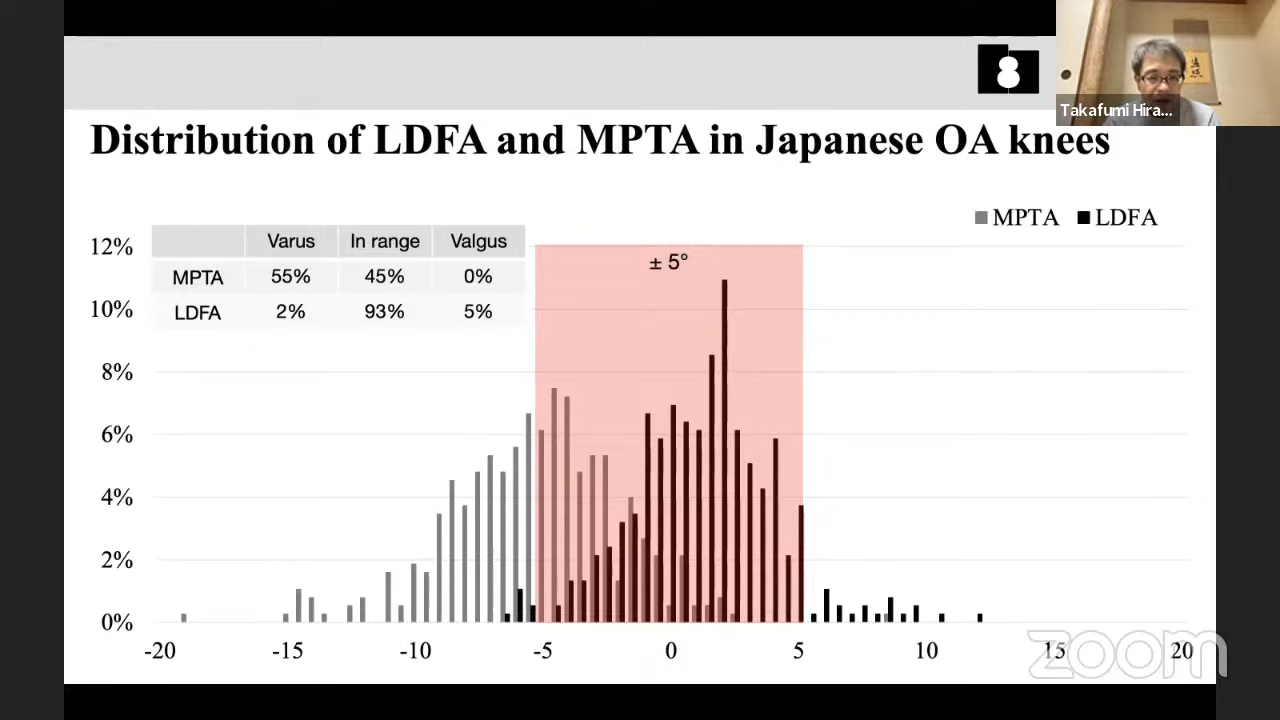 Takafumi Hira...
Distribution of LDFA and MPTA in Japanese OA knees
MPTA LDFA
Varus In range Valgus
MPTA 55% 45% 0%
LDFA 2% 93% 5%
± 5°
12%
10%
8%
6%
4%
2%
0%
-20 -15 -10 -5 0 5 10 15 20
zoom